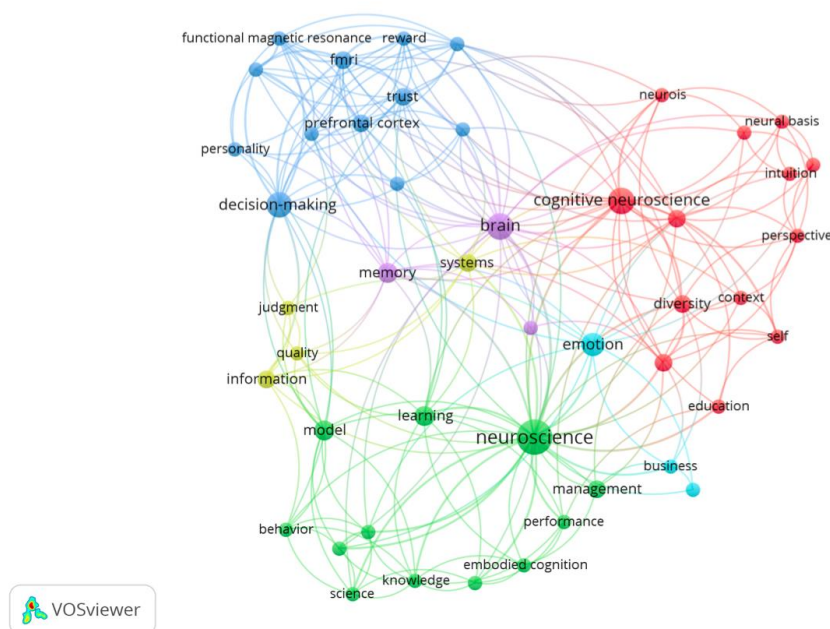 functional magnetic resonance
reward
fmri
trust
neurois
prefrontal cortex
neural basis
personality
intuition
decision-making
cognitive neuroscience
brain
perspective
systems
memory
diversity
context
judgment
self
emotion
quality
information
education
learning
model
neuroscience
business
management
performance
behavior
embodied cognition
knowledge
science
VOSviewer